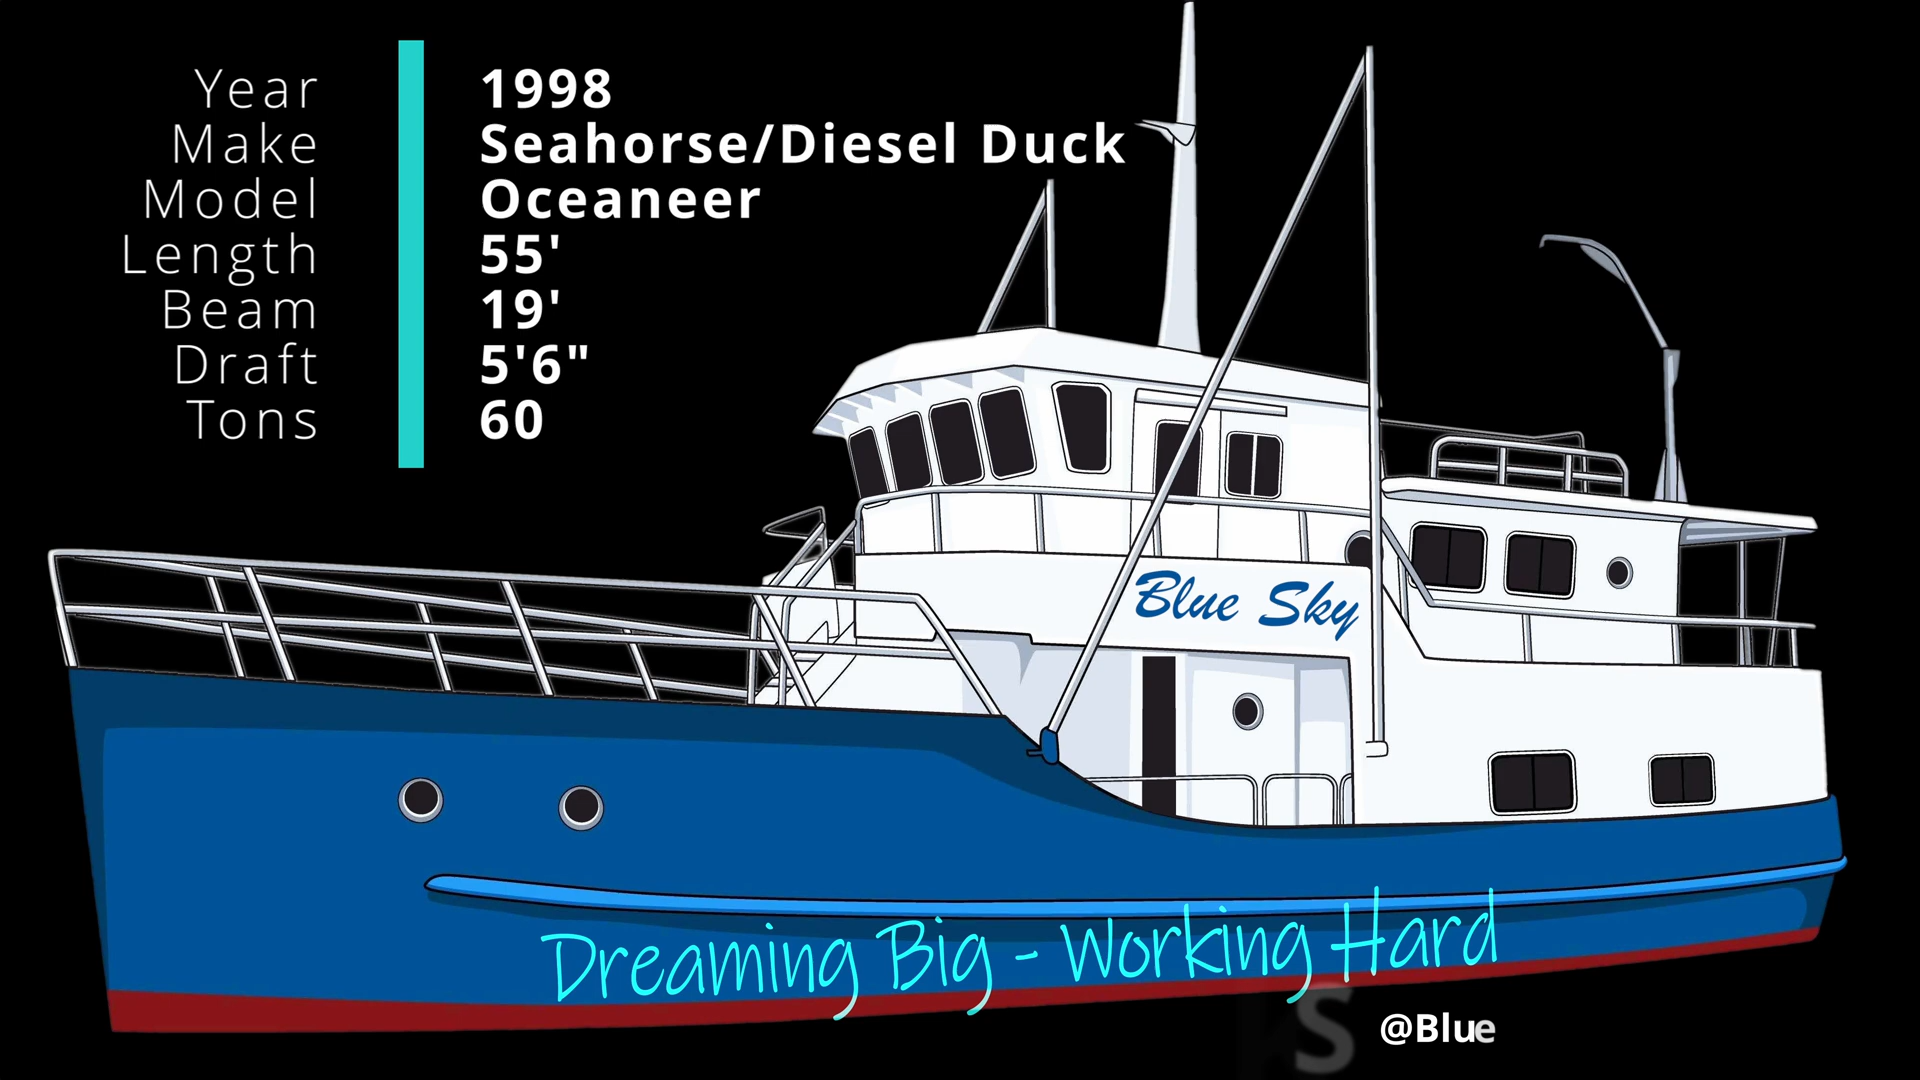 Year 1998
Make Seahorse/Diesel Duck
Model Oceaneer
Length 55'
Beam 19'
Draft 5'6"
Tons 60
Blue Sky
Dreaming Big - Working Hard
@Blue